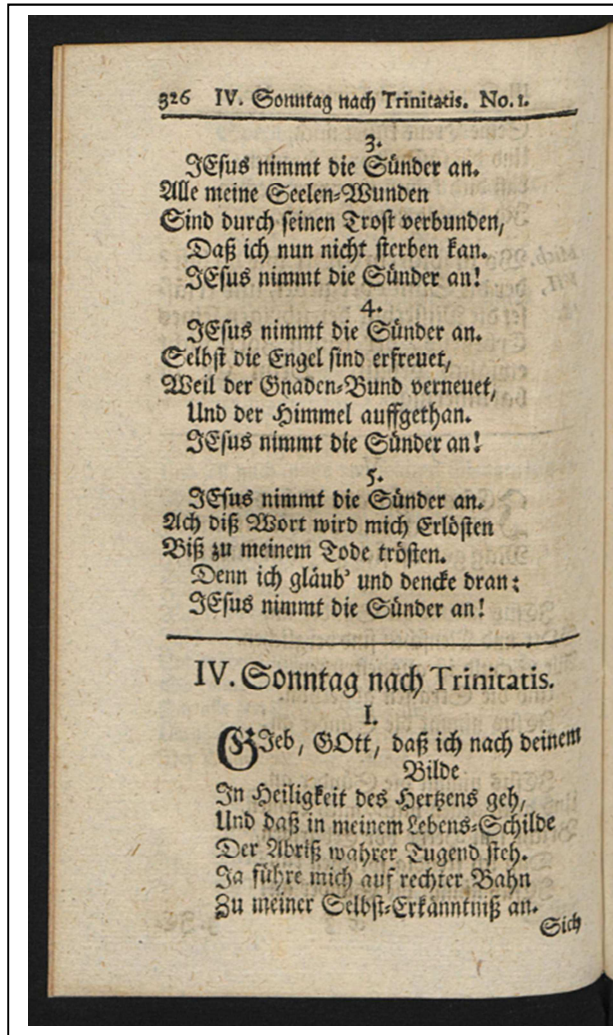 326 IV. Sonntag nach Trinitatis. No. 1.
3.
JEsus nimmt die Sünder an.
Alle meine Seelen-Wunden
Sind durch seinen Trost verbunden,
Daß ich nun nicht sterben kan.
JEsus nimmt die Sünder an!
4.
JEsus nimmt die Sünder an.
Selbst die Engel sind erfreuet,
Weil der Gnaden-Bund verneuet,
Und der Himmel auffgethan.
JEsus nimmt die Sünder an!
5.
JEsus nimmt die Sünder an.
Ach diß Wort wird mich Erlösten
Biß zu meinem Tode trösten.
Denn ich gläub' und dencke dran:
JEsus nimmt die Sünder an!
IV. Sonntag nach Trinitatis.
I.
GJeb, GOtt, daß ich nach deinem
Bilde
In Heiligkeit des Hertzens geh,
Und daß in meinem Lebens-Schilde
Der Abriß wahrer Tugend steh.
Ja führe mich auf rechter Bahn
Zu meiner Selbst-Erkänntniß an.
Sich